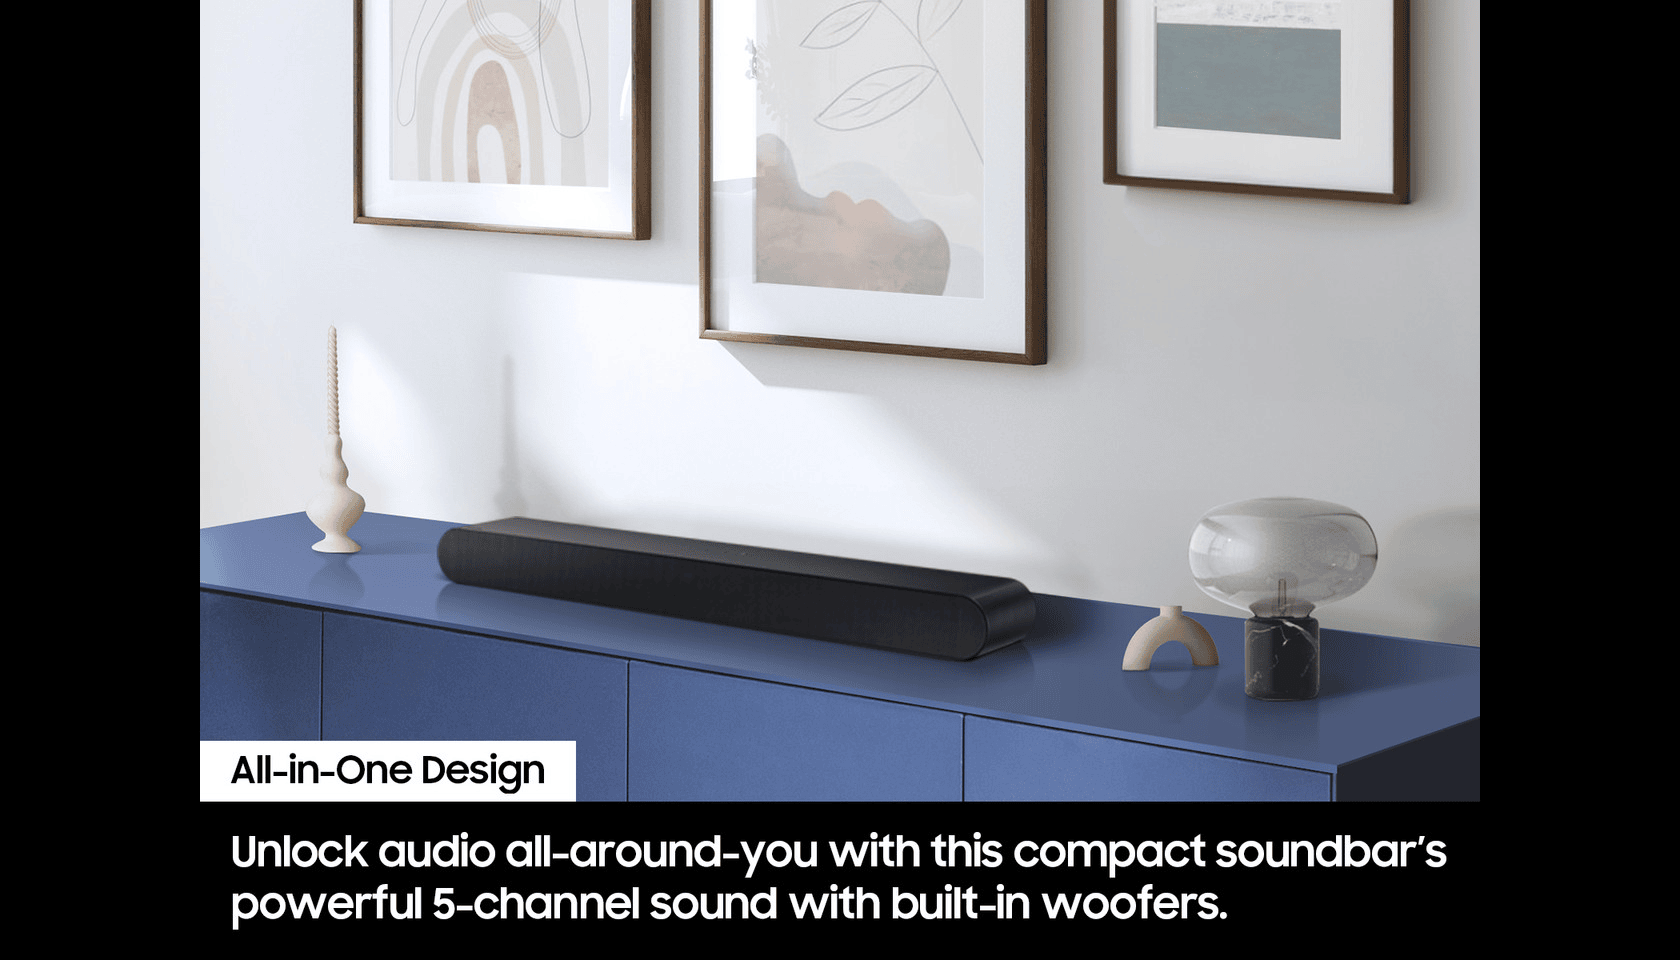 All-in-One Design
Unlock audio all-around-you with this compact soundbar’s
powerful 5-channel sound with built-in woofers.